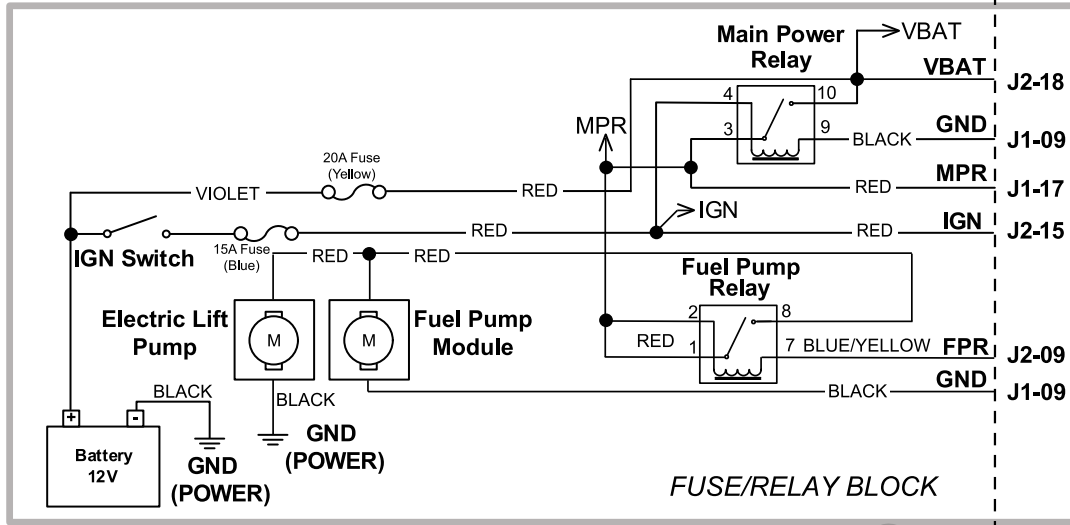 Main Power
Relay
VBAT
VBAT
J2-18
4
10
MPR
3
9
BLACK
GND
J1-09
20A Fuse
(Yellow)
VIOLET
RED
RED
MPR
J1-17
IGN
IGN Switch
15A Fuse
(Blue)
RED
RED
IGN
J2-15
RED
RED
Fuel Pump
Relay
Electric Lift
Pump
M
M
Fuel Pump
Module
2
8
RED
1
7
BLUE/YELLOW
FPR
J2-09
BLACK
GND
J1-09
BLACK
BLACK
+
-
Battery
12V
GND
(POWER)
GND
(POWER)
FUSE/RELAY BLOCK